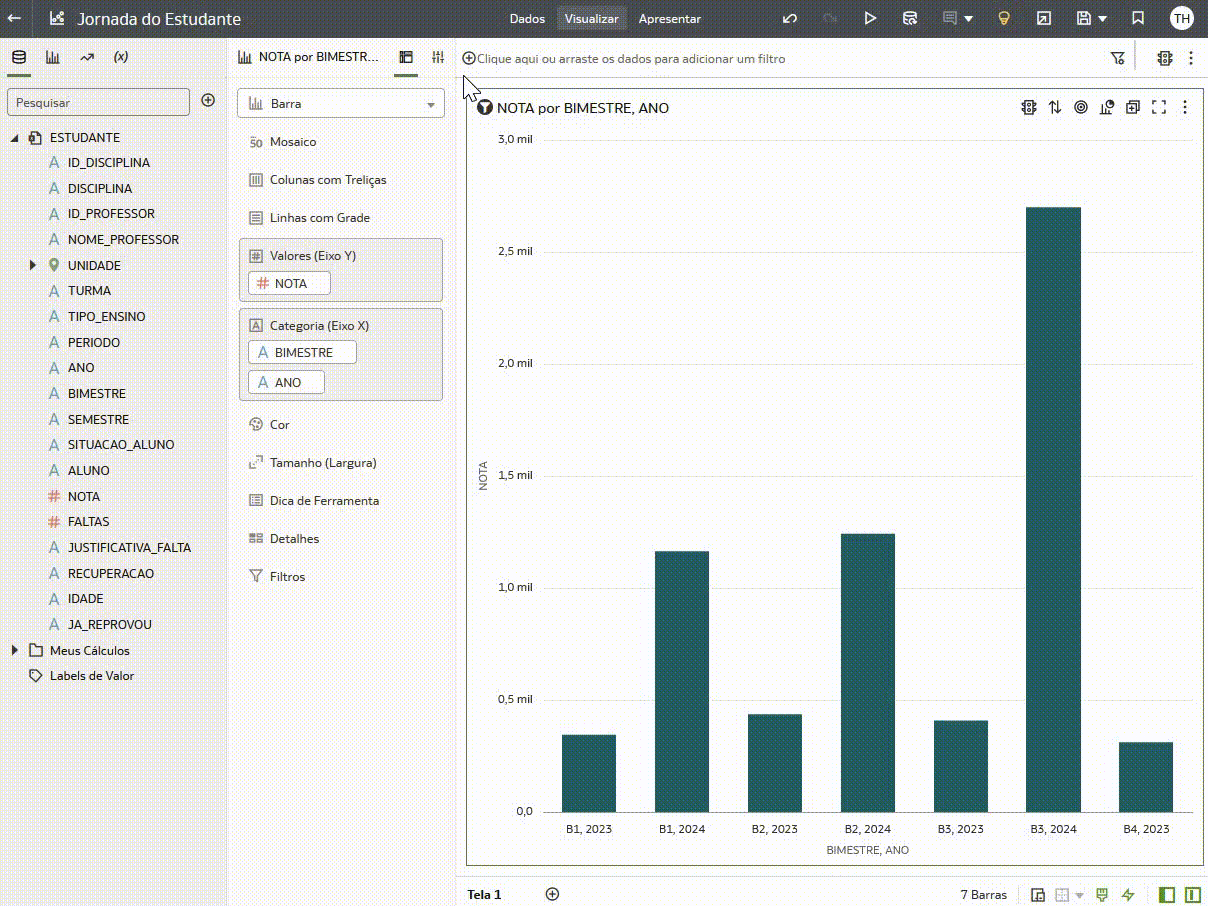 Jornada do Estudante
Dados
Visualizar
Apresentar
TH
(x)
NOTA por BIMESTR...
Clique aqui ou arraste os dados para adicionar um filtro
Pesquisar
ESTUDANTE
A ID_DISCIPLINA
A DISCIPLINA
A ID_PROFESSOR
A NOME_PROFESSOR
UNIDADE
A TURMA
A TIPO_ENSINO
A PERIODO
A ANO
A BIMESTRE
A SEMESTRE
A SITUACAO_ALUNO
A ALUNO
# NOTA
# FALTAS
A JUSTIFICATIVA_FALTA
A RECUPERACAO
A IDADE
A JA_REPROVOU
Meus Cálculos
Labels de Valor
Barra
50 Mosaico
Colunas com Treliças
Linhas com Grade
# Valores (Eixo Y)
# NOTA
A Categoria (Eixo X)
A BIMESTRE
A ANO
Cor
Tamanho (Largura)
Dica de Ferramenta
Detalhes
Filtros
NOTA por BIMESTRE, ANO
3,0 mil
2,5 mil
2,0 mil
1,5 mil
1,0 mil
0,5 mil
0,0
NOTA
B1, 2023
B1, 2024
B2, 2023
B2, 2024
B3, 2023
B3, 2024
B4, 2023
BIMESTRE, ANO
Tela 1
7 Barras